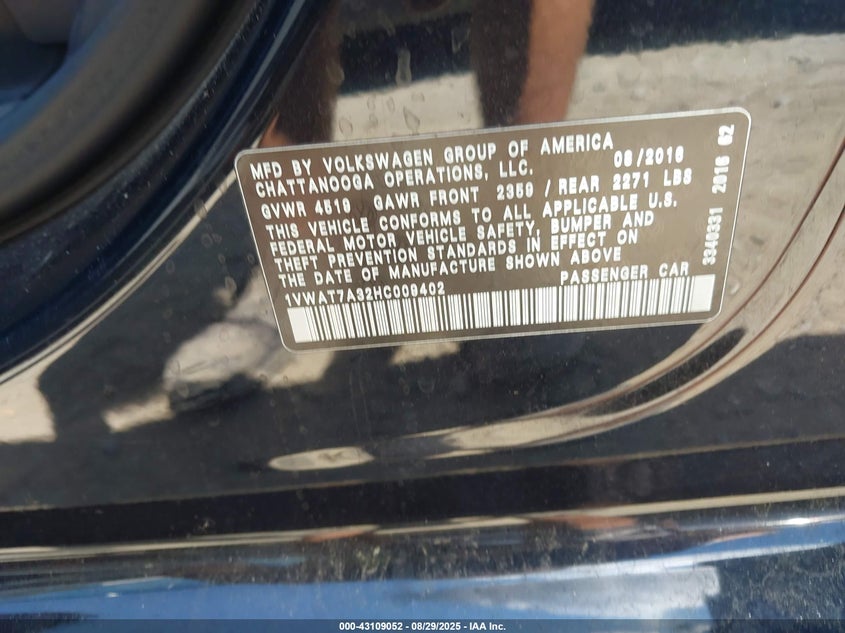 MFD BY VOLKSWAGEN GROUP OF AMERICA
CHATTANOOGA OPERATIONS, LLC. 08/2016
GVWR 4519 GAWR FRONT 2359 / REAR 2271 LBS
THIS VEHICLE CONFORMS TO ALL APPLICABLE U.S.
FEDERAL MOTOR VEHICLE SAFETY, BUMPER AND
THEFT PREVENTION STANDARDS IN EFFECT ON
THE DATE OF MANUFACTURE SHOWN ABOVE
PASSENGER CAR
1VWAT7A32HC009402
3340331 2016 62
000-43109052 - 08/29/2025 - IAA Inc.